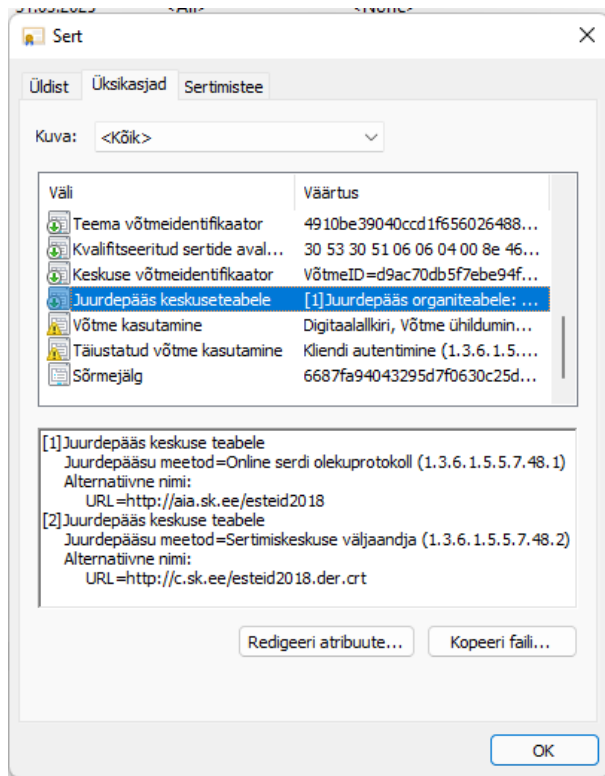 Sert
Üldist Üksikasjad Sertimistee
Kuva: <Kõik>
Väli Väärtus
Teema võtmeidentifikaator 4910be39040ccd1f656026488...
Kvalifitseeritud sertide aval... 30 53 30 51 06 06 04 00 8e 46...
Keskuse võtmeidentifikaator VõtmeID=d9ac70db5f7ebe94f...
Juurdepääs keskuseteabele [1]Juurdepääs organiteabele: ...
Võtme kasutamine Digitaalallkiri, Võtme ühildumin...
Täiustatud võtme kasutamine Kliendi autentimine (1.3.6.1.5....
Sõrmejälg 6687fa94043295d7f0630c25d...
[1]Juurdepääs keskuse teabele
Juurdepääsu meetod=Online serdi olekuprotokoll (1.3.6.1.5.5.7.48.1)
Alternatiivne nimi:
URL=http://aia.sk.ee/esteid2018
[2]Juurdepääs keskuse teabele
Juurdepääsu meetod=Sertimiskeskuse väljaandja (1.3.6.1.5.5.7.48.2)
Alternatiivne nimi:
URL=http://c.sk.ee/esteid2018.der.crt
Redigeeri atribuute... Kopeeri faili...
OK